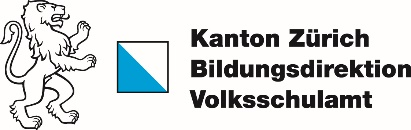 Kanton Zürich
Bildungsdirektion
Volksschulamt